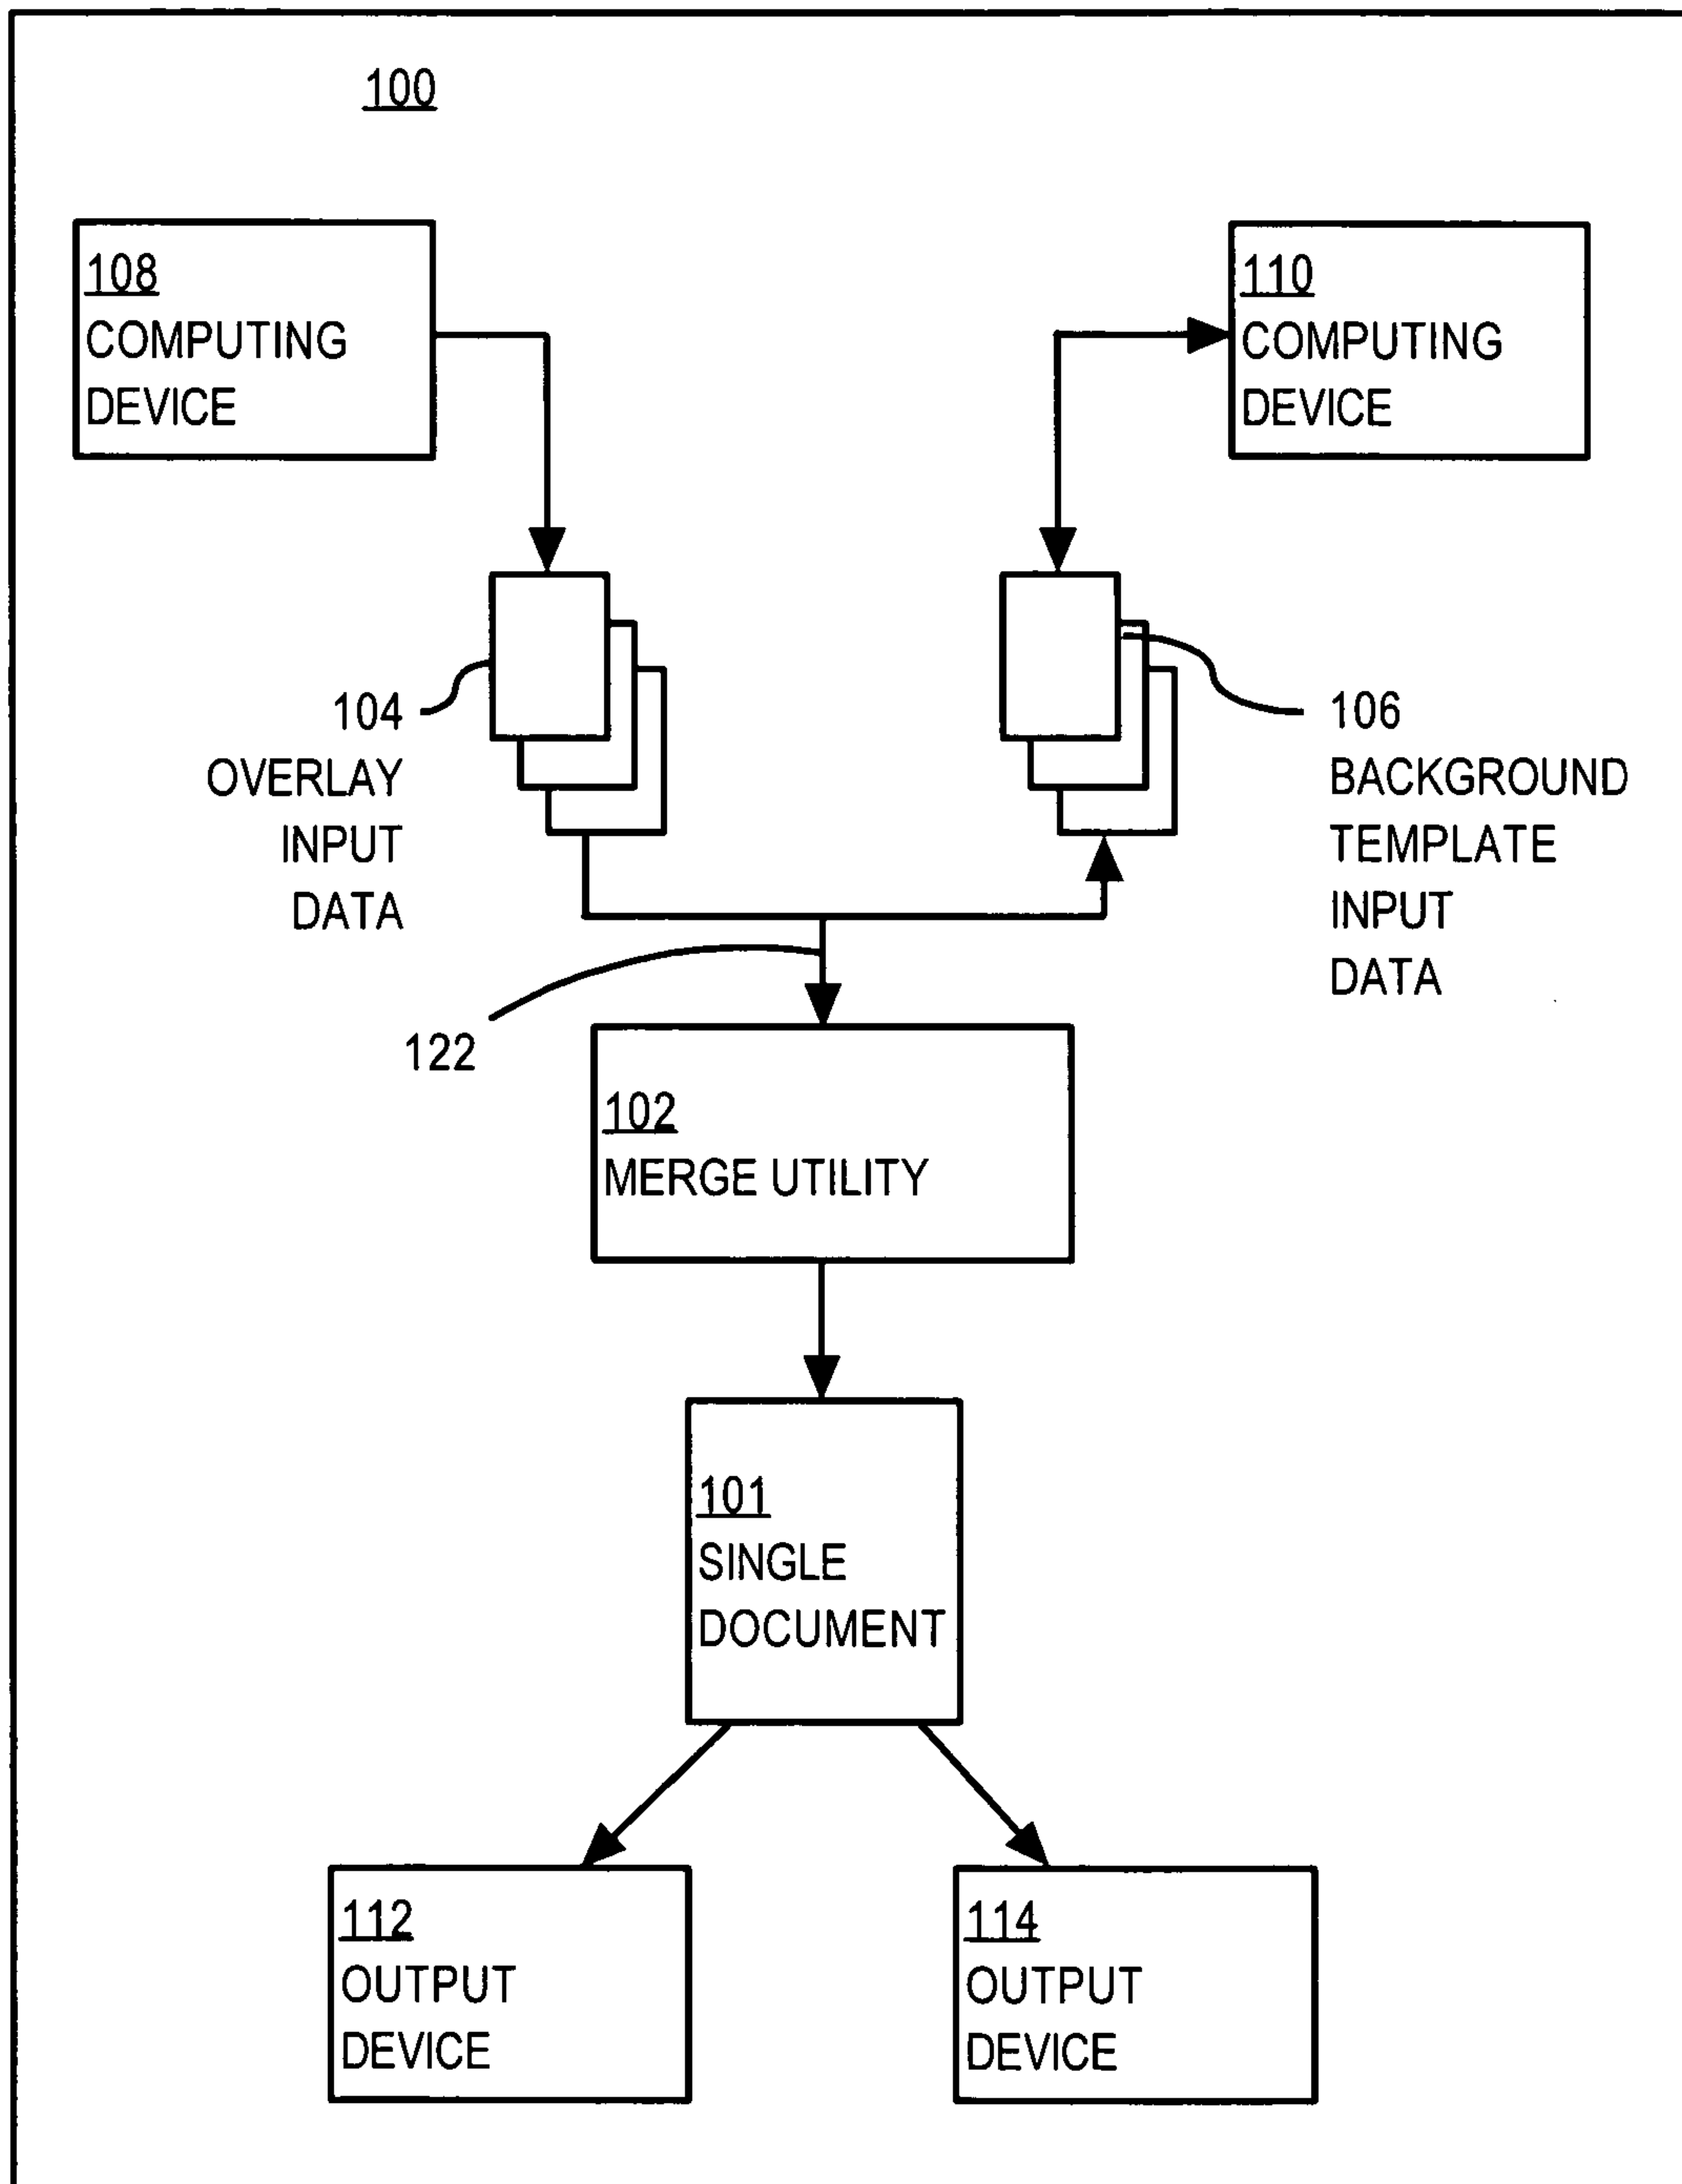 100
108
COMPUTING
DEVICE
110
COMPUTING
DEVICE
104
OVERLAY
INPUT
DATA
106
BACKGROUND
TEMPLATE
INPUT
DATA
122
102
MERGE UTILITY
101
SINGLE
DOCUMENT
112
OUTPUT
DEVICE
114
OUTPUT
DEVICE